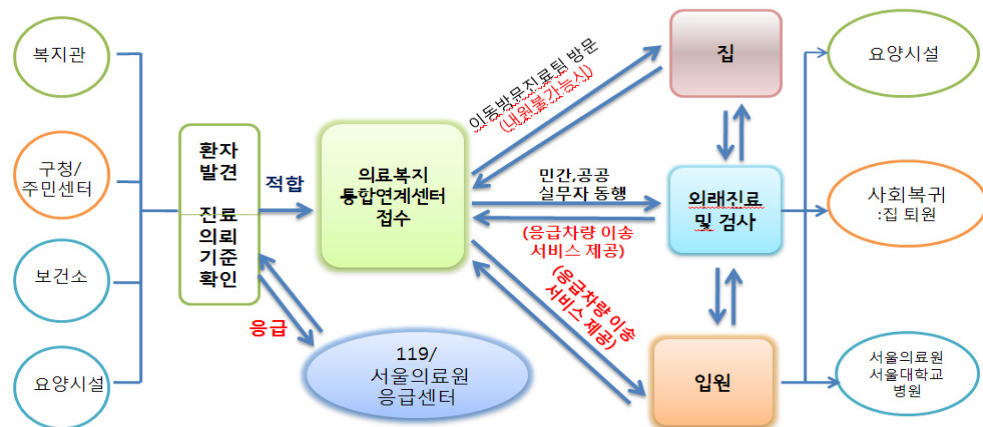 복지관
구청/
주민센터
보건소
요양시설
환자
발견
진료
의뢰
기준
확인
적합
응급
의료복지
통합연계센터
접수
119/
서울의료원
응급센터
이동방문진료팀 방문
(내원불가능시)
민간,공공
실무자 동행
(응급차량 이송
서비스 제공)
(응급차량 이송
서비스 제공)
집
외래진료
및 검사
입원
요양시설
사회복귀
:집 퇴원
서울의료원
서울대학교
병원